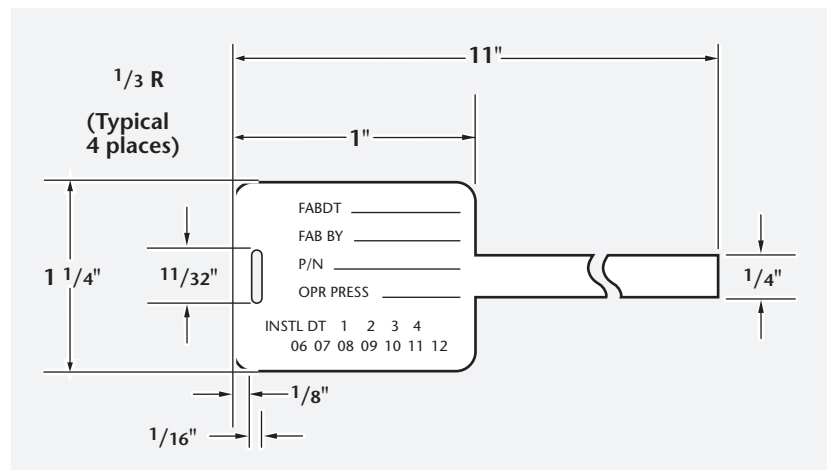 11"
1/3 R
(Typical
4 places)
1"
FABDT
FAB BY
1 1/4" 11/32" P/N 1/4"
OPR PRESS
INSTL DT 1 2 3 4
06 07 08 09 10 11 12
1/8"
1/16"